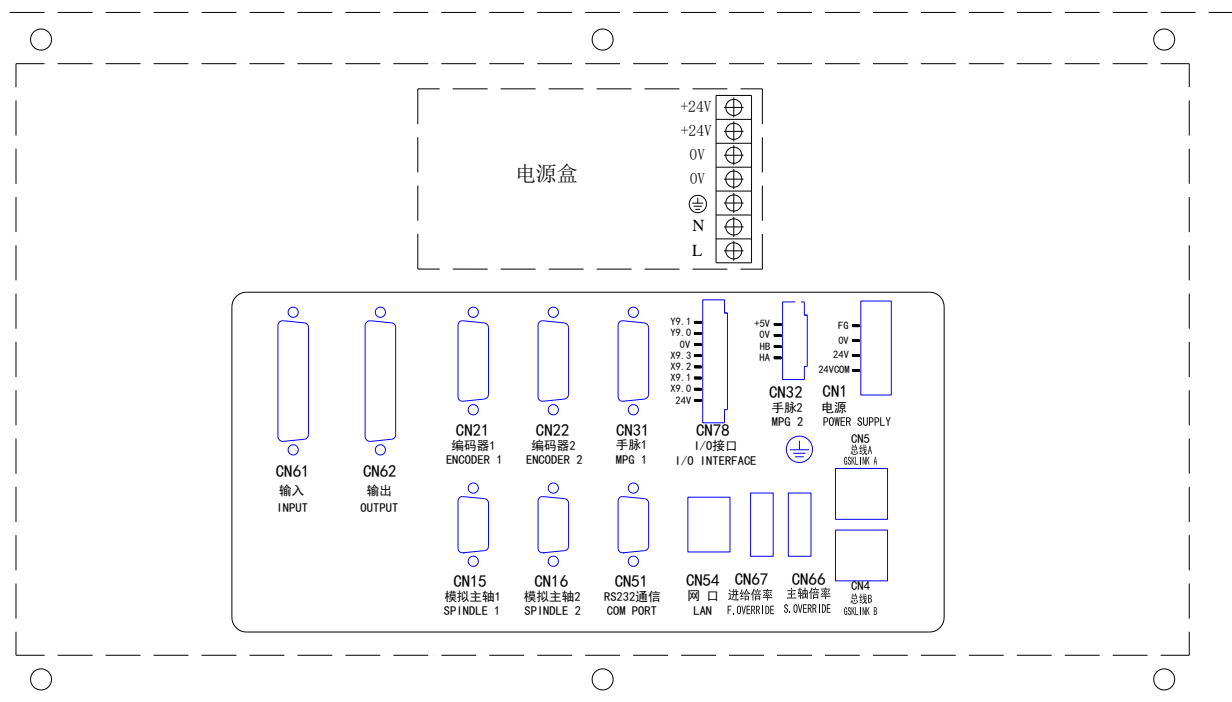 +24V
+24V
0V
0V
N
L
电源盒
CN61
输入
INPUT
CN62
输出
OUTPUT
CN21
编码器1
ENCODER 1
CN22
编码器2
ENCODER 2
CN31
手脉1
MPG 1
Y9.1
Y9.0
0V
X9.3
X9.2
X9.1
X9.0
24V
CN78
I/O接口
I/O INTERFACE
+5V
0V
HB
HA
CN32
手脉2
MPG 2
FG
0V
24V
24VCOM
CN1
电源
POWER SUPPLY
CN5
总线A
GSKLINK A
CN15
模拟主轴1
SPINDLE 1
CN16
模拟主轴2
SPINDLE 2
CN51
RS232通信
COM PORT
CN54
网 口
LAN
CN67
进给倍率
F.OVERRIDE
CN66
主轴倍率
S.OVERRIDE
CN4
总线B
GSKLINK B